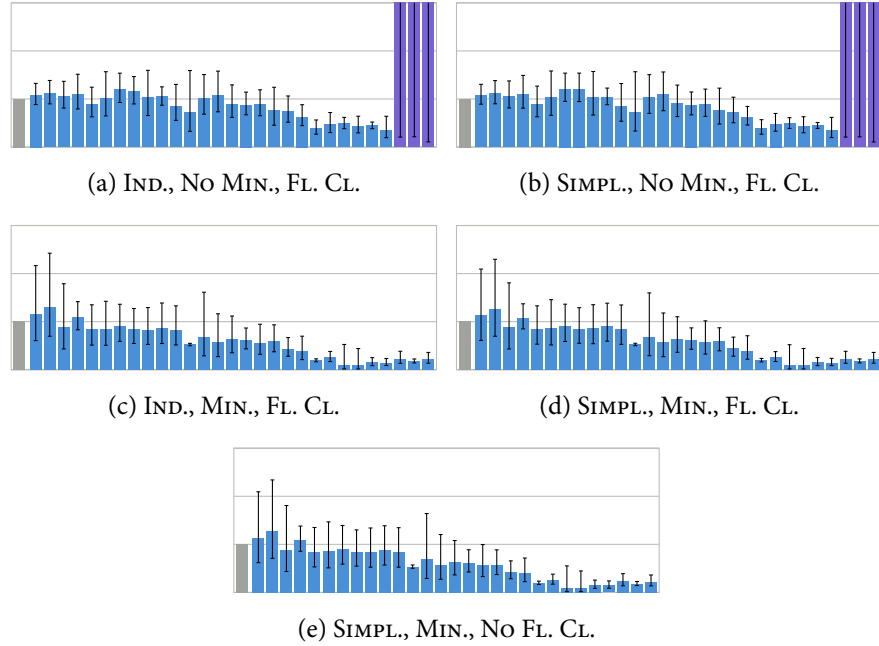 (a) Ind., No Min., Fl. Cl.
(b) Simpl., No Min., Fl. Cl.
(c) Ind., Min., Fl. Cl.
(d) Simpl., Min., Fl. Cl.
(e) Simpl., Min., No Fl. Cl.